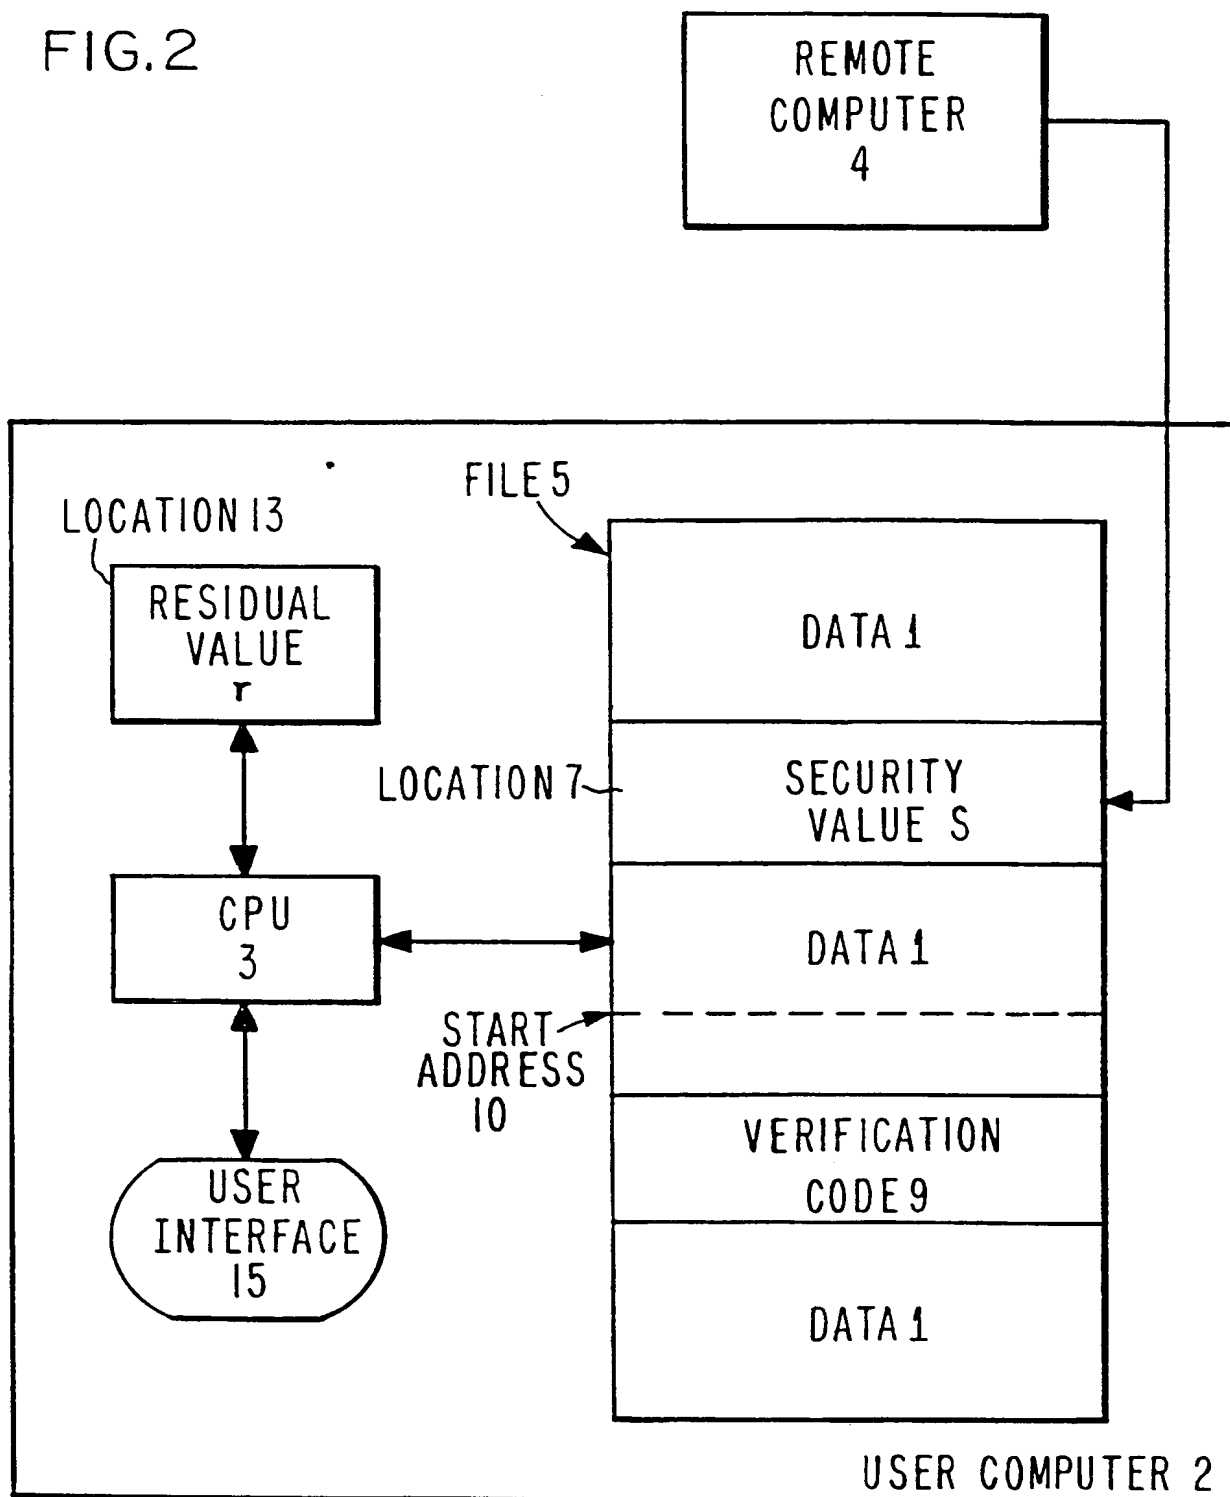 FIG.2
REMOTE
COMPUTER
4
FILE 5
LOCATION 13
RESIDUAL
VALUE
r
DATA 1
LOCATION 7
SECURITY
VALUE S
CPU
3
DATA 1
START
ADDRESS
10
VERIFICATION
CODE 9
USER
INTERFACE
15
DATA 1
USER COMPUTER 2